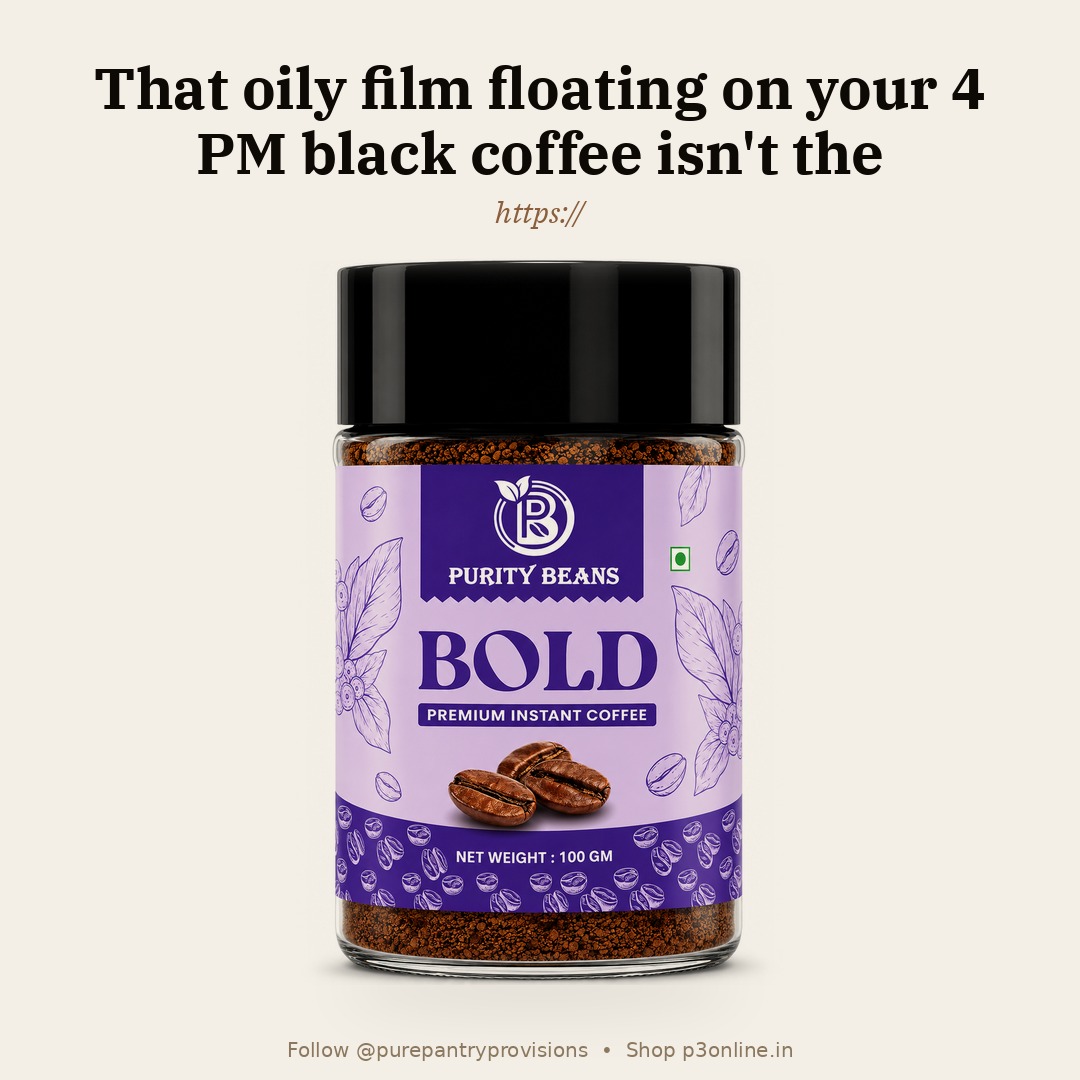 That oily film floating on your 4
PM black coffee isn't the
https://
PURITY BEANS
BOLD
PREMIUM INSTANT COFFEE
NET WEIGHT : 100 GM
Follow @purepantryprovisions • Shop p3online.in